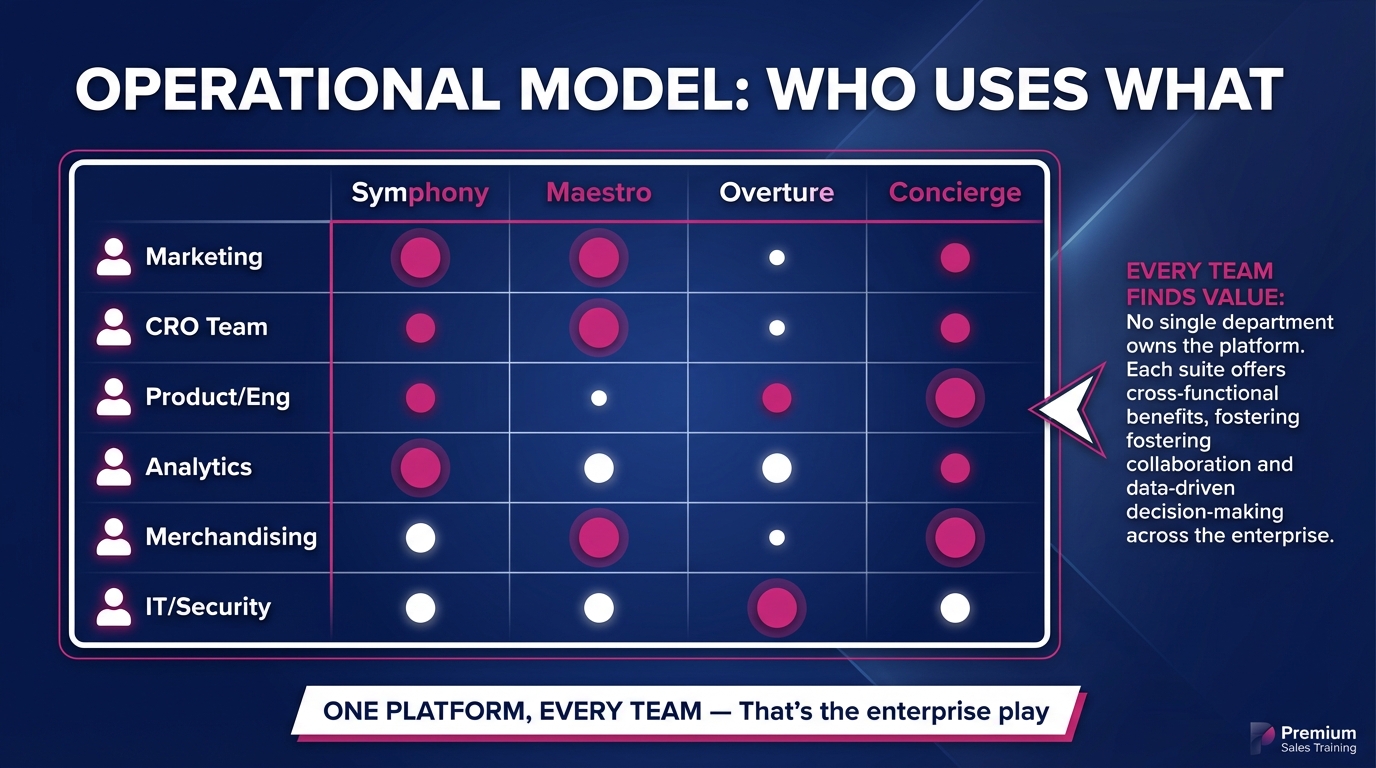 OPERATIONAL MODEL: WHO USES WHAT
Symphony Maestro Overture Concierge
Marketing
CRO Team
Product/Eng
Analytics
Merchandising
IT/Security
EVERY TEAM
FINDS VALUE:
No single department
owns the platform.
Each suite offers
cross-functional
benefits, fostering
fostering
collaboration and
data-driven
decision-making
across the enterprise.
ONE PLATFORM, EVERY TEAM — That's the enterprise play
Premium
Sales Training